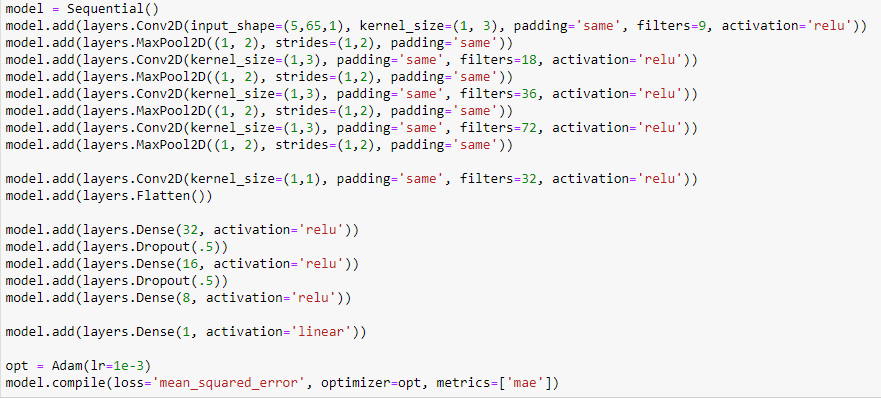 model = Sequential()
model.add(layers.Conv2D(input_shape=(5,65,1), kernel_size=(1, 3), padding='same', filters=9, activation='relu'))
model.add(layers.MaxPool2D((1, 2), strides=(1,2), padding='same'))
model.add(layers.Conv2D(kernel_size=(1,3), padding='same', filters=18, activation='relu'))
model.add(layers.MaxPool2D((1, 2), strides=(1,2), padding='same'))
model.add(layers.Conv2D(kernel_size=(1,3), padding='same', filters=36, activation='relu'))
model.add(layers.MaxPool2D((1, 2), strides=(1,2), padding='same'))
model.add(layers.Conv2D(kernel_size=(1,3), padding='same', filters=72, activation='relu'))
model.add(layers.MaxPool2D((1, 2), strides=(1,2), padding='same'))

model.add(layers.Conv2D(kernel_size=(1,1), padding='same', filters=32, activation='relu'))
model.add(layers.Flatten())

model.add(layers.Dense(32, activation='relu'))
model.add(layers.Dropout(.5))
model.add(layers.Dense(16, activation='relu'))
model.add(layers.Dropout(.5))
model.add(layers.Dense(8, activation='relu'))

model.add(layers.Dense(1, activation='linear'))

opt = Adam(lr=1e-3)
model.compile(loss='mean_squared_error', optimizer=opt, metrics=['mae'])